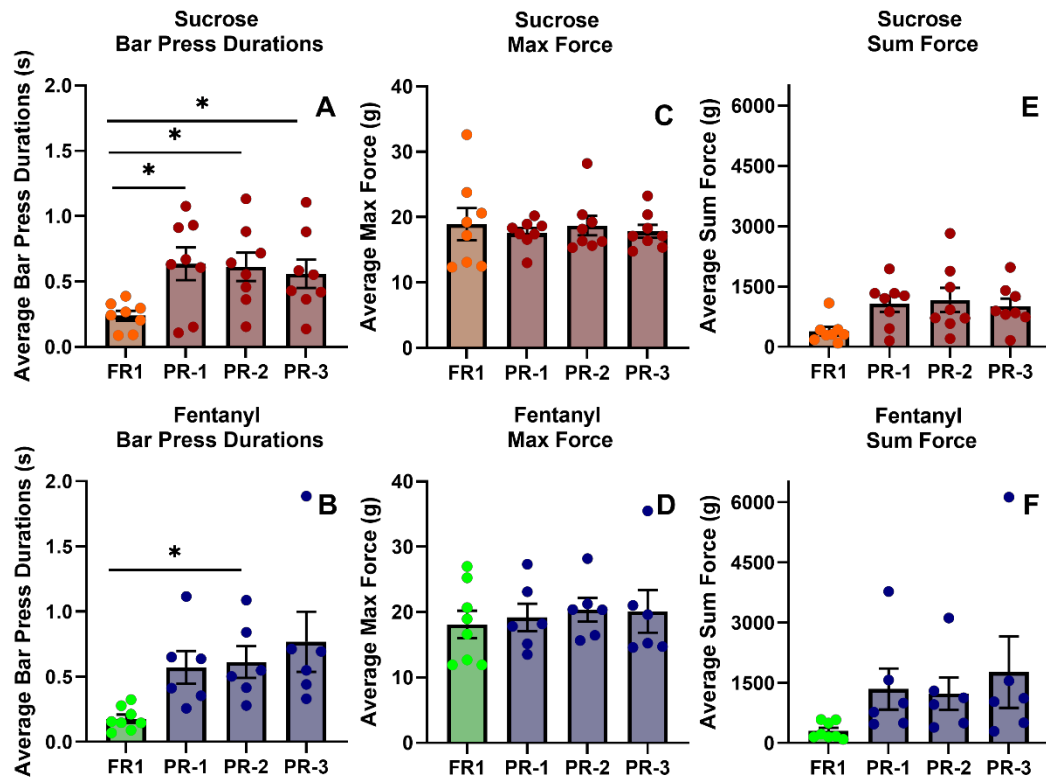 Sucrose
Bar Press Durations
Average Bar Press Durations (s)
2.0
1.5
1.0
0.5
0.0
A
*
*
*
FR1 PR-1 PR-2 PR-3
Sucrose
Max Force
Average Max Force (g)
40
30
20
10
0
C
FR1 PR-1 PR-2 PR-3
Sucrose
Sum Force
Average Sum Force (g)
6000
4500
3000
1500
0
E
FR1 PR-1 PR-2 PR-3
Fentanyl
Bar Press Durations
Average Bar Press Durations (s)
2.0
1.5
1.0
0.5
0.0
B
*
FR1 PR-1 PR-2 PR-3
Fentanyl
Max Force
Average Max Force (g)
40
30
20
10
0
D
FR1 PR-1 PR-2 PR-3
Fentanyl
Sum Force
Average Sum Force (g)
6000
4500
3000
1500
0
F
FR1 PR-1 PR-2 PR-3